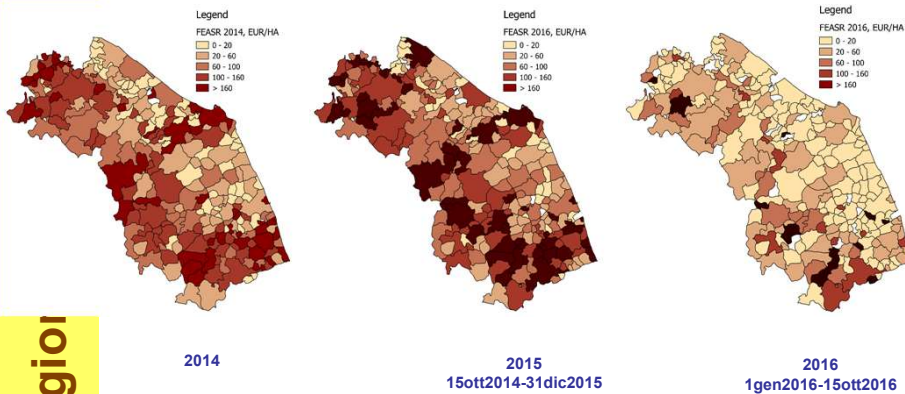 Legend
FEASR 2014, EUR/HA
0 - 20
20 - 60
60 - 100
100 - 160
> 160
Legend
FEASR 2016, EUR/HA
0 - 20
20 - 60
60 - 100
100 - 160
> 160
Legend
FEASR 2016, EUR/HA
0 - 20
20 - 60
60 - 100
100 - 160
> 160
gion
2014
2015
15ott2014-31dic2015
2016
1gen2016-15ott2016